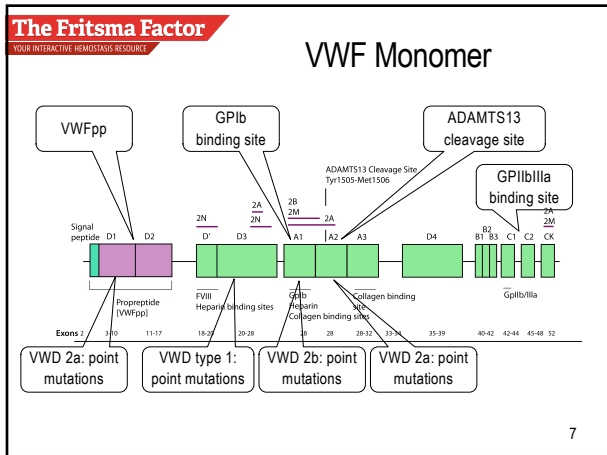 The Fritsma Factor
YOUR INTERACTIVE HEMOSTASIS RESOURCE
VWF Monomer
VWFpp
GPIb
binding site
ADAMTS13
cleavage site
GPIIbIIIa
binding site
ADAMTS13 Cleavage Site
Tyr1505-Met1506
2N
2A
2N
2B
2M
2A
2A
2M
Signal
peptide
D1
D2
D'
D3
A1
A2
A3
D4
B1
B2
B3
C1
C2
CK
Propeptide
[VWFpp]
FVIII
Heparin binding sites
GpIb
Heparin
Collagen binding sites
Collagen binding
site
GpIIb/IIIa
Exons 2 3-10 11-17 18-20 20-28 28 28 28-32 33-34 35-39 40-42 42-44 45-48 52
VWD 2a: point
mutations
VWD type 1:
point mutations
VWD 2b: point
mutations
VWD 2a: point
mutations
7